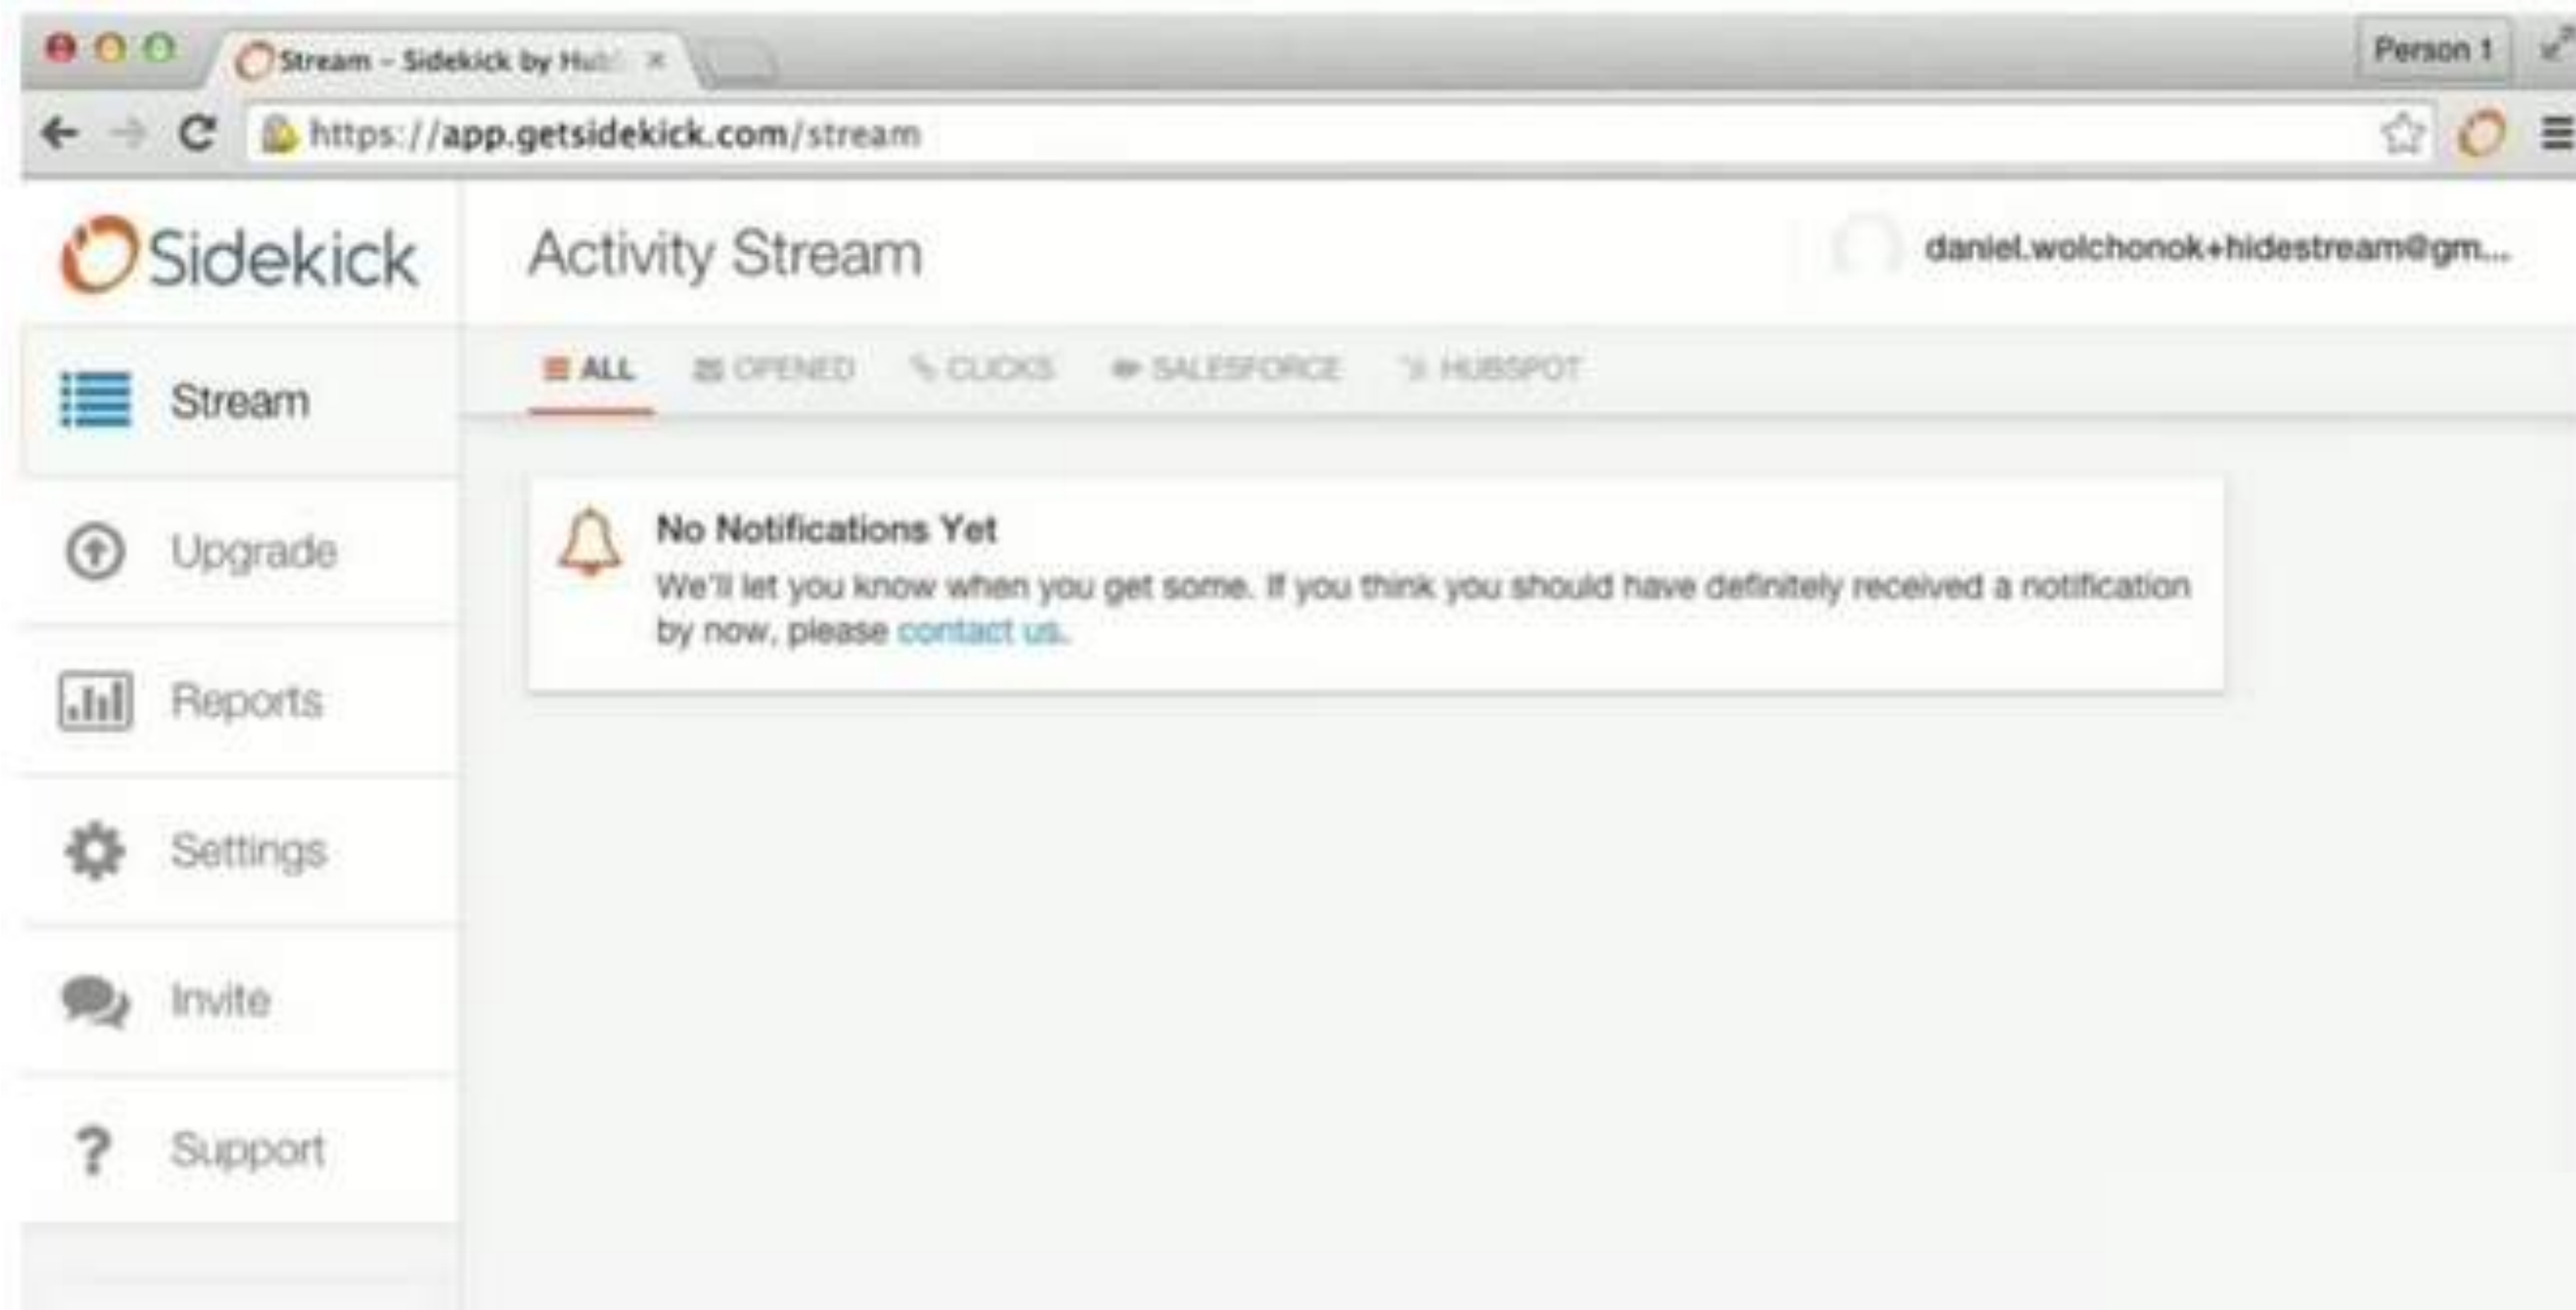 Stream – Sidekick by Hub
Person 1
https://app.getsidekick.com/stream
Sidekick
Activity Stream
daniel.wolchonok+hidestream@gm...
ALL OPENED CLICKS SALESFORCE HUBSPOT
Stream
Upgrade
Reports
Settings
Invite
Support
No Notifications Yet
We'll let you know when you get some. If you think you should have definitely received a notification
by now, please contact us.